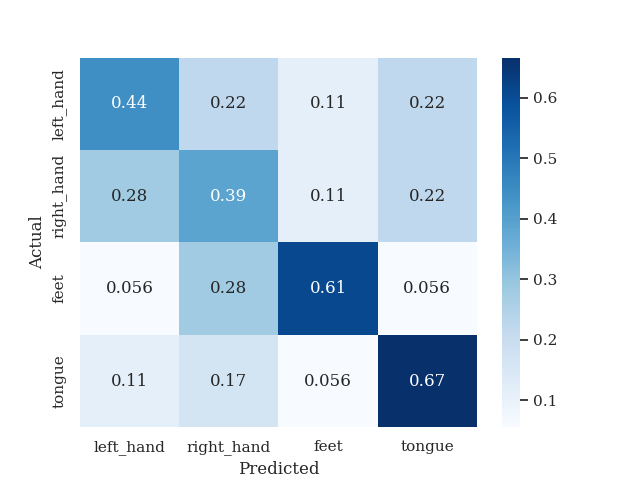 Actual
left_hand
0.44 0.22 0.11 0.22
right_hand
0.28 0.39 0.11 0.22
feet
0.056 0.28 0.61 0.056
tongue
0.11 0.17 0.056 0.67
left_hand right_hand feet tongue
Predicted
0.6
0.5
0.4
0.3
0.2
0.1